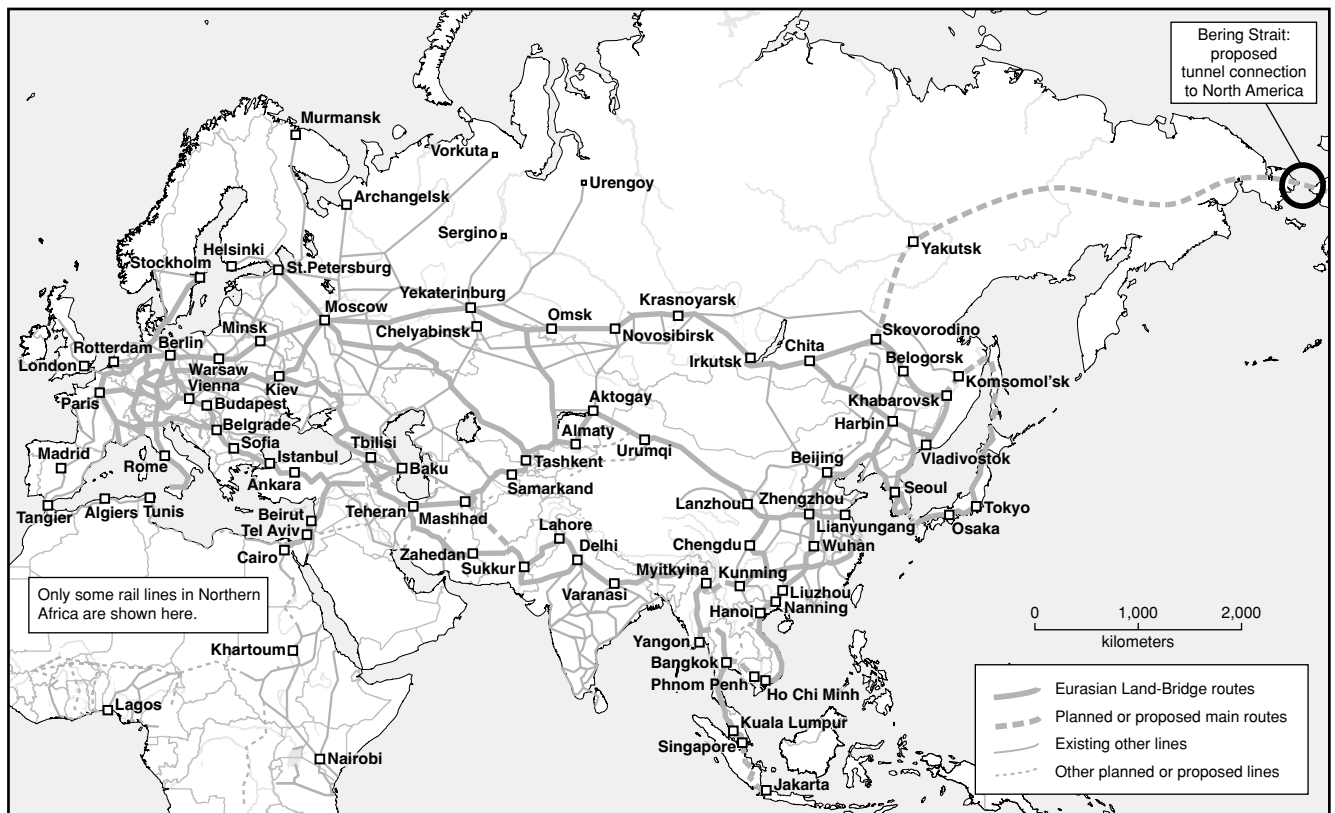 Bering Strait:
proposed
tunnel connection
to North America
Murmansk
Vorkuta
Urengoy
Archangelsk
Sergino
Yakutsk
Helsinki
Stockholm
St.Petersburg
Yekaterinburg
Krasnoyarsk
Moscow
Omsk
Minsk
Chelyabinsk
Novosibirsk
Skovorodino
Rotterdam
Berlin
Irkutsk
Chita
Belogorsk
London
Warsaw
Komsomol'sk
Vienna
Kiev
Paris
Budapest
Aktogay
Khabarovsk
Belgrade
Harbin
Almaty
Sofia
Tbilisi
Madrid
Istanbul
Urumqi
Beijing
Vladivostok
Rome
Baku
Tashkent
Ankara
Samarkand
Seoul
Lanzhou
Zhengzhou
Tangier
Algiers
Tunis
Beirut
Teheran
Mashhad
Tokyo
Lianyungang
Osaka
Tel Aviv
Lahore
Cairo
Zahedan
Delhi
Chengdu
Wuhan
Sukkur
Myitkyina
Kunming
Varanasi
Liuzhou
Nanning
Hanoi
Only some rail lines in Northern
Africa are shown here.
0 1,000 2,000
kilometers
Khartoum
Yangon
Bangkok
Phnom Penh
Ho Chi Minh
Lagos
Kuala Lumpur
Singapore
Nairobi
Jakarta
Eurasian Land-Bridge routes
Planned or proposed main routes
Existing other lines
Other planned or proposed lines